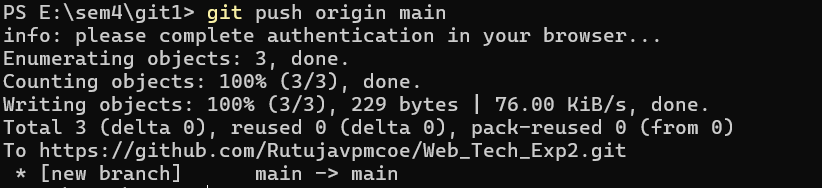 PS E:\sem4\git1> git push origin main
info: please complete authentication in your browser...
Enumerating objects: 3, done.
Counting objects: 100% (3/3), done.
Writing objects: 100% (3/3), 229 bytes | 76.00 KiB/s, done.
Total 3 (delta 0), reused 0 (delta 0), pack-reused 0 (from 0)
To https://github.com/Rutujavpmcoe/Web_Tech_Exp2.git
 * [new branch]      main -> main